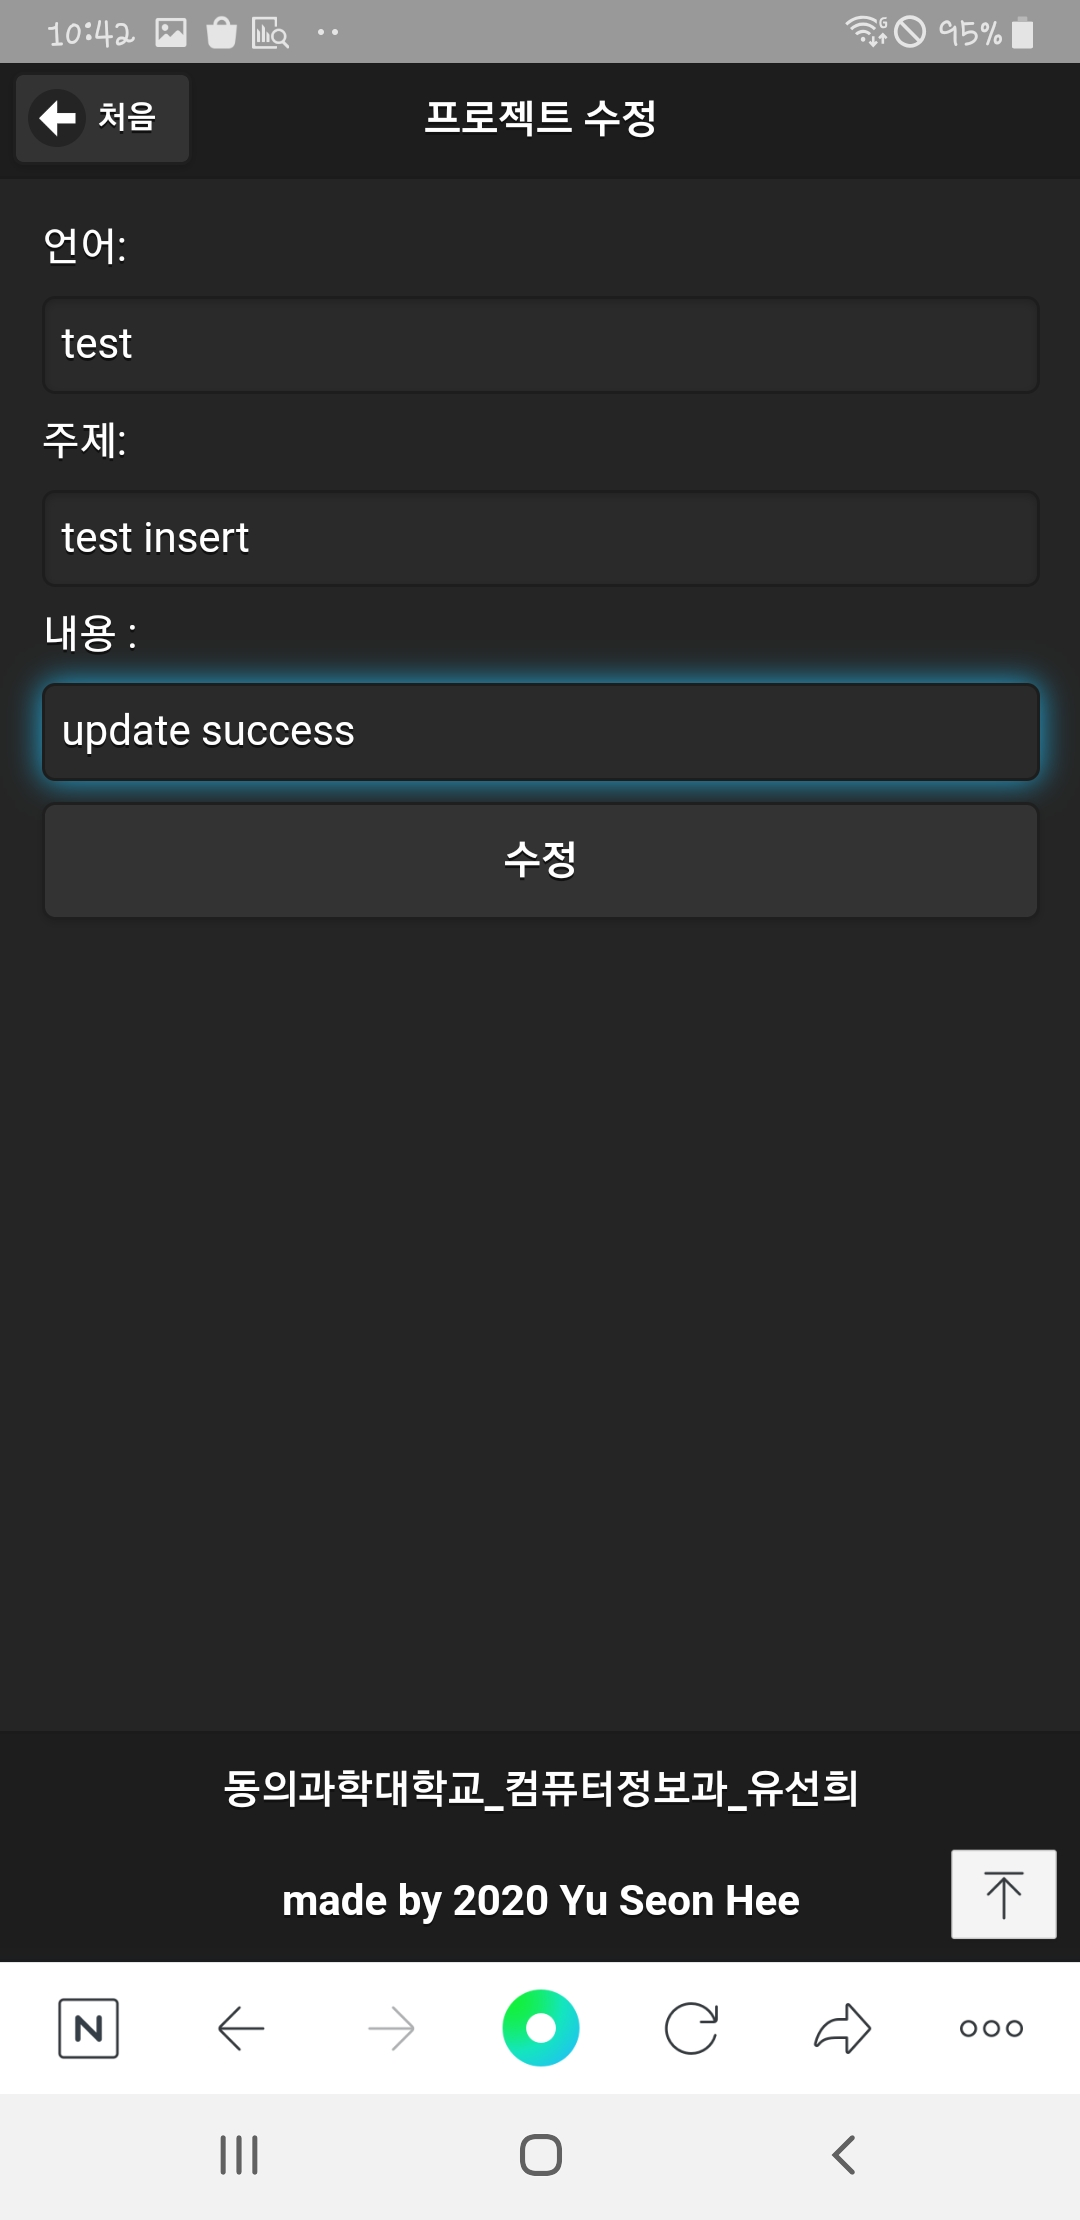 10:42 95%
처음 프로젝트 수정
언어:
test
주제:
test insert
내용 :
update success
수정
동의과학대학교_컴퓨터정보과_유선희
made by 2020 Yu Seon Hee
N